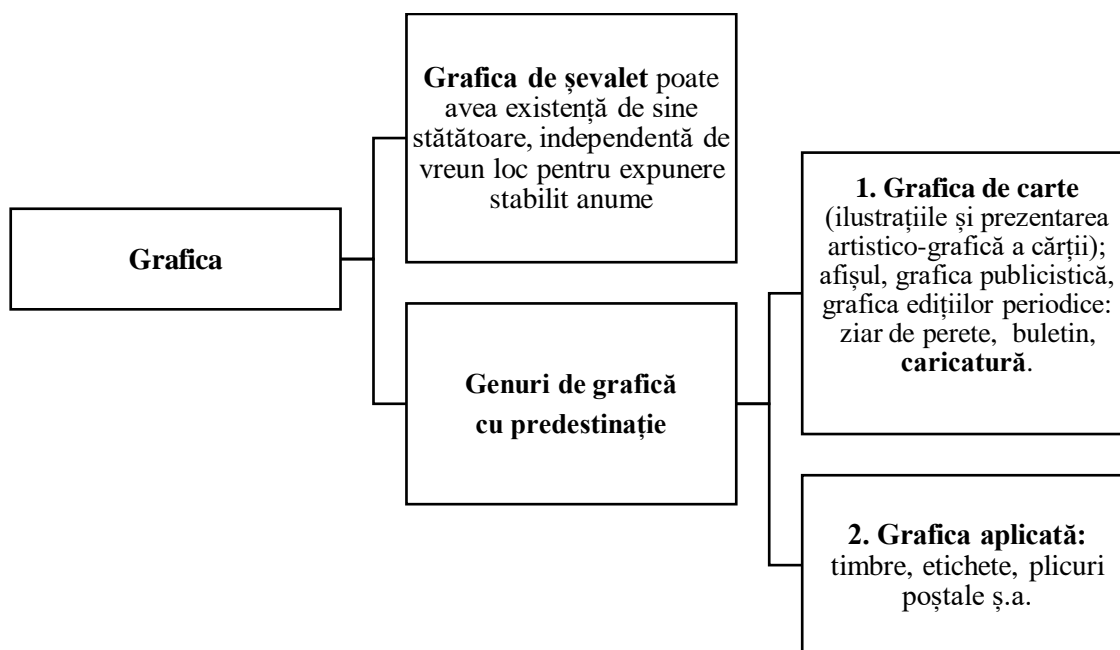 Grafica
Grafica de șevalet poate
avea existență de sine
stătătoare, independentă de
vreun loc pentru expunere
stabilit anume
Genuri de grafică
cu predestinație
1. Grafica de carte
(ilustrațiile și prezentarea
artistico-grafică a cărții);
afișul, grafica publicistică,
grafica edițiilor periodice:
ziar de perete, buletin,
caricatură.
2. Grafica aplicată:
timbre, etichete, plicuri
poștale ș.a.